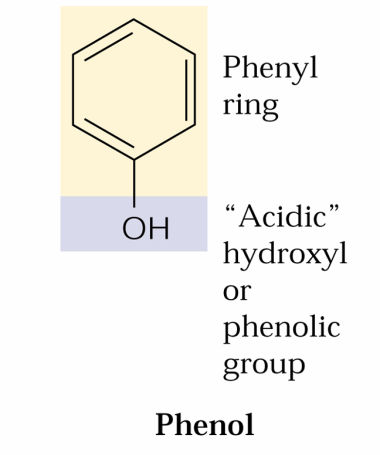 Phenyl
ring
OH
“Acidic”
hydroxyl
or
phenolic
group
Phenol